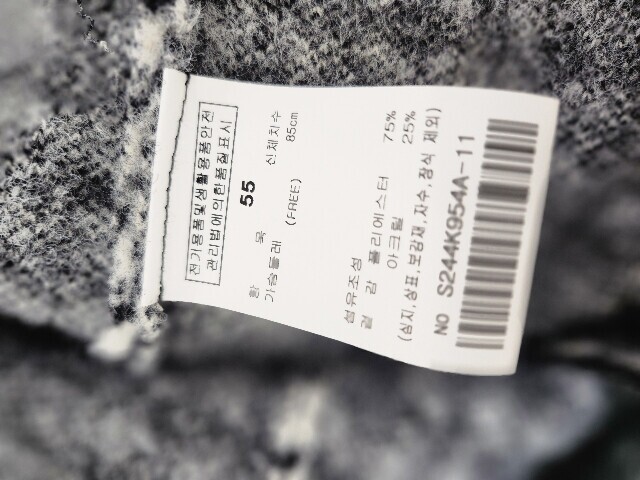 전기용품및생활용품안전
관리법에의한품질표시
항 목 55 신체치수
가슴둘레 (FREE) 85cm
섬유조성
겉 감 폴리에스터 75%
아크릴 25%
(심지,상표,보강재,자수,장식 제외)
NO S244K954A-11